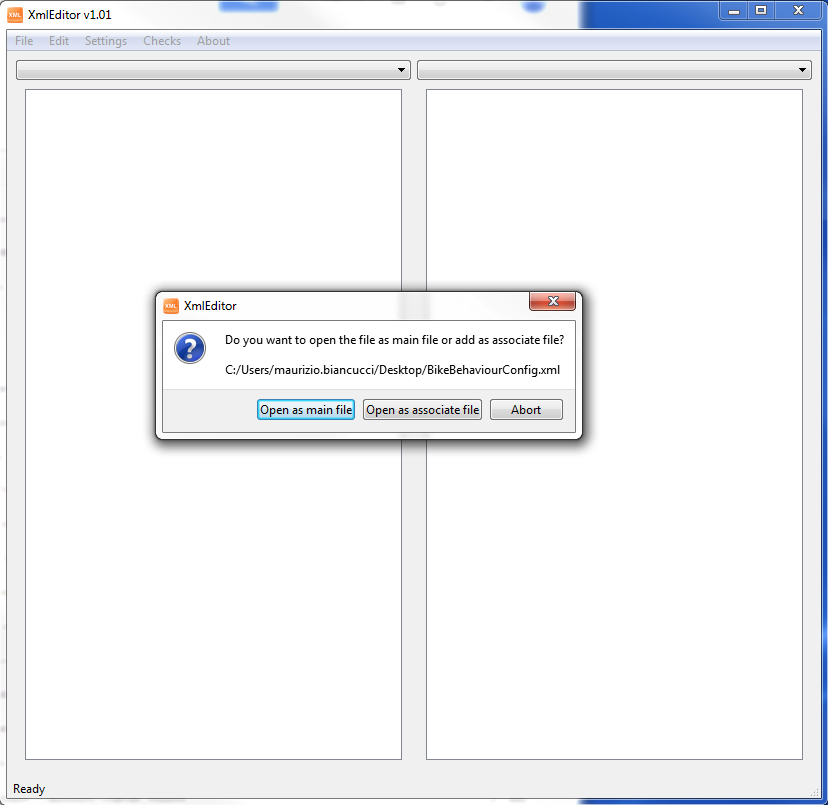 XmlEditor v1.01
File Edit Settings Checks About
XML XmlEditor
Do you want to open the file as main file or add as associate file?
C:/Users/maurizio.biancucci/Desktop/BikeBehaviourConfig.xml
Open as main file Open as associate file Abort
Ready